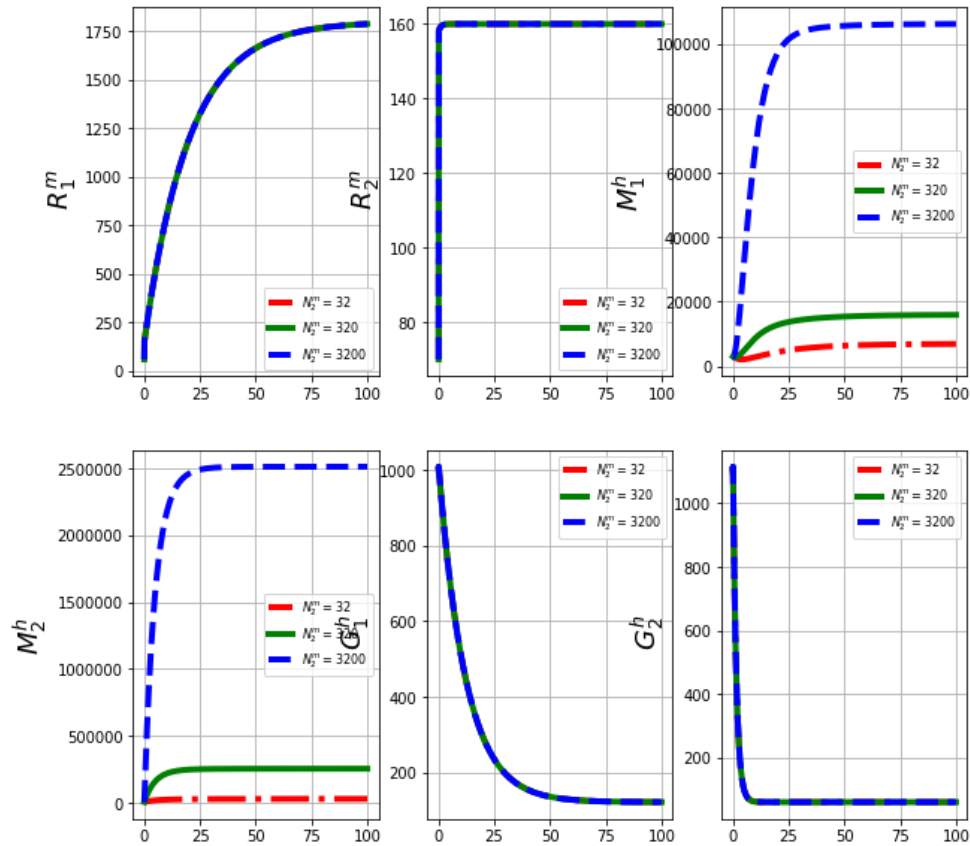 R_1^m
1750
1500
1250
1000
750
500
250
0
0 25 50 75 100
N_2^m = 32
N_2^m = 320
N_2^m = 3200
R_2^m
160
140
120
100
80
0 25 50 75 100
N_2^m = 32
N_2^m = 320
N_2^m = 3200
M_1^h
100000
80000
60000
40000
20000
0
0 25 50 75 100
N_2^m = 32
N_2^m = 320
N_2^m = 3200
M_2^h
2500000
2000000
1500000
1000000
500000
0
0 25 50 75 100
N_2^m = 32
N_2^m = 320
N_2^m = 3200
G_1^h
1000
800
600
400
200
0 25 50 75 100
N_2^m = 32
N_2^m = 320
N_2^m = 3200
G_2^h
1000
800
600
400
200
0 25 50 75 100
N_2^m = 32
N_2^m = 320
N_2^m = 3200